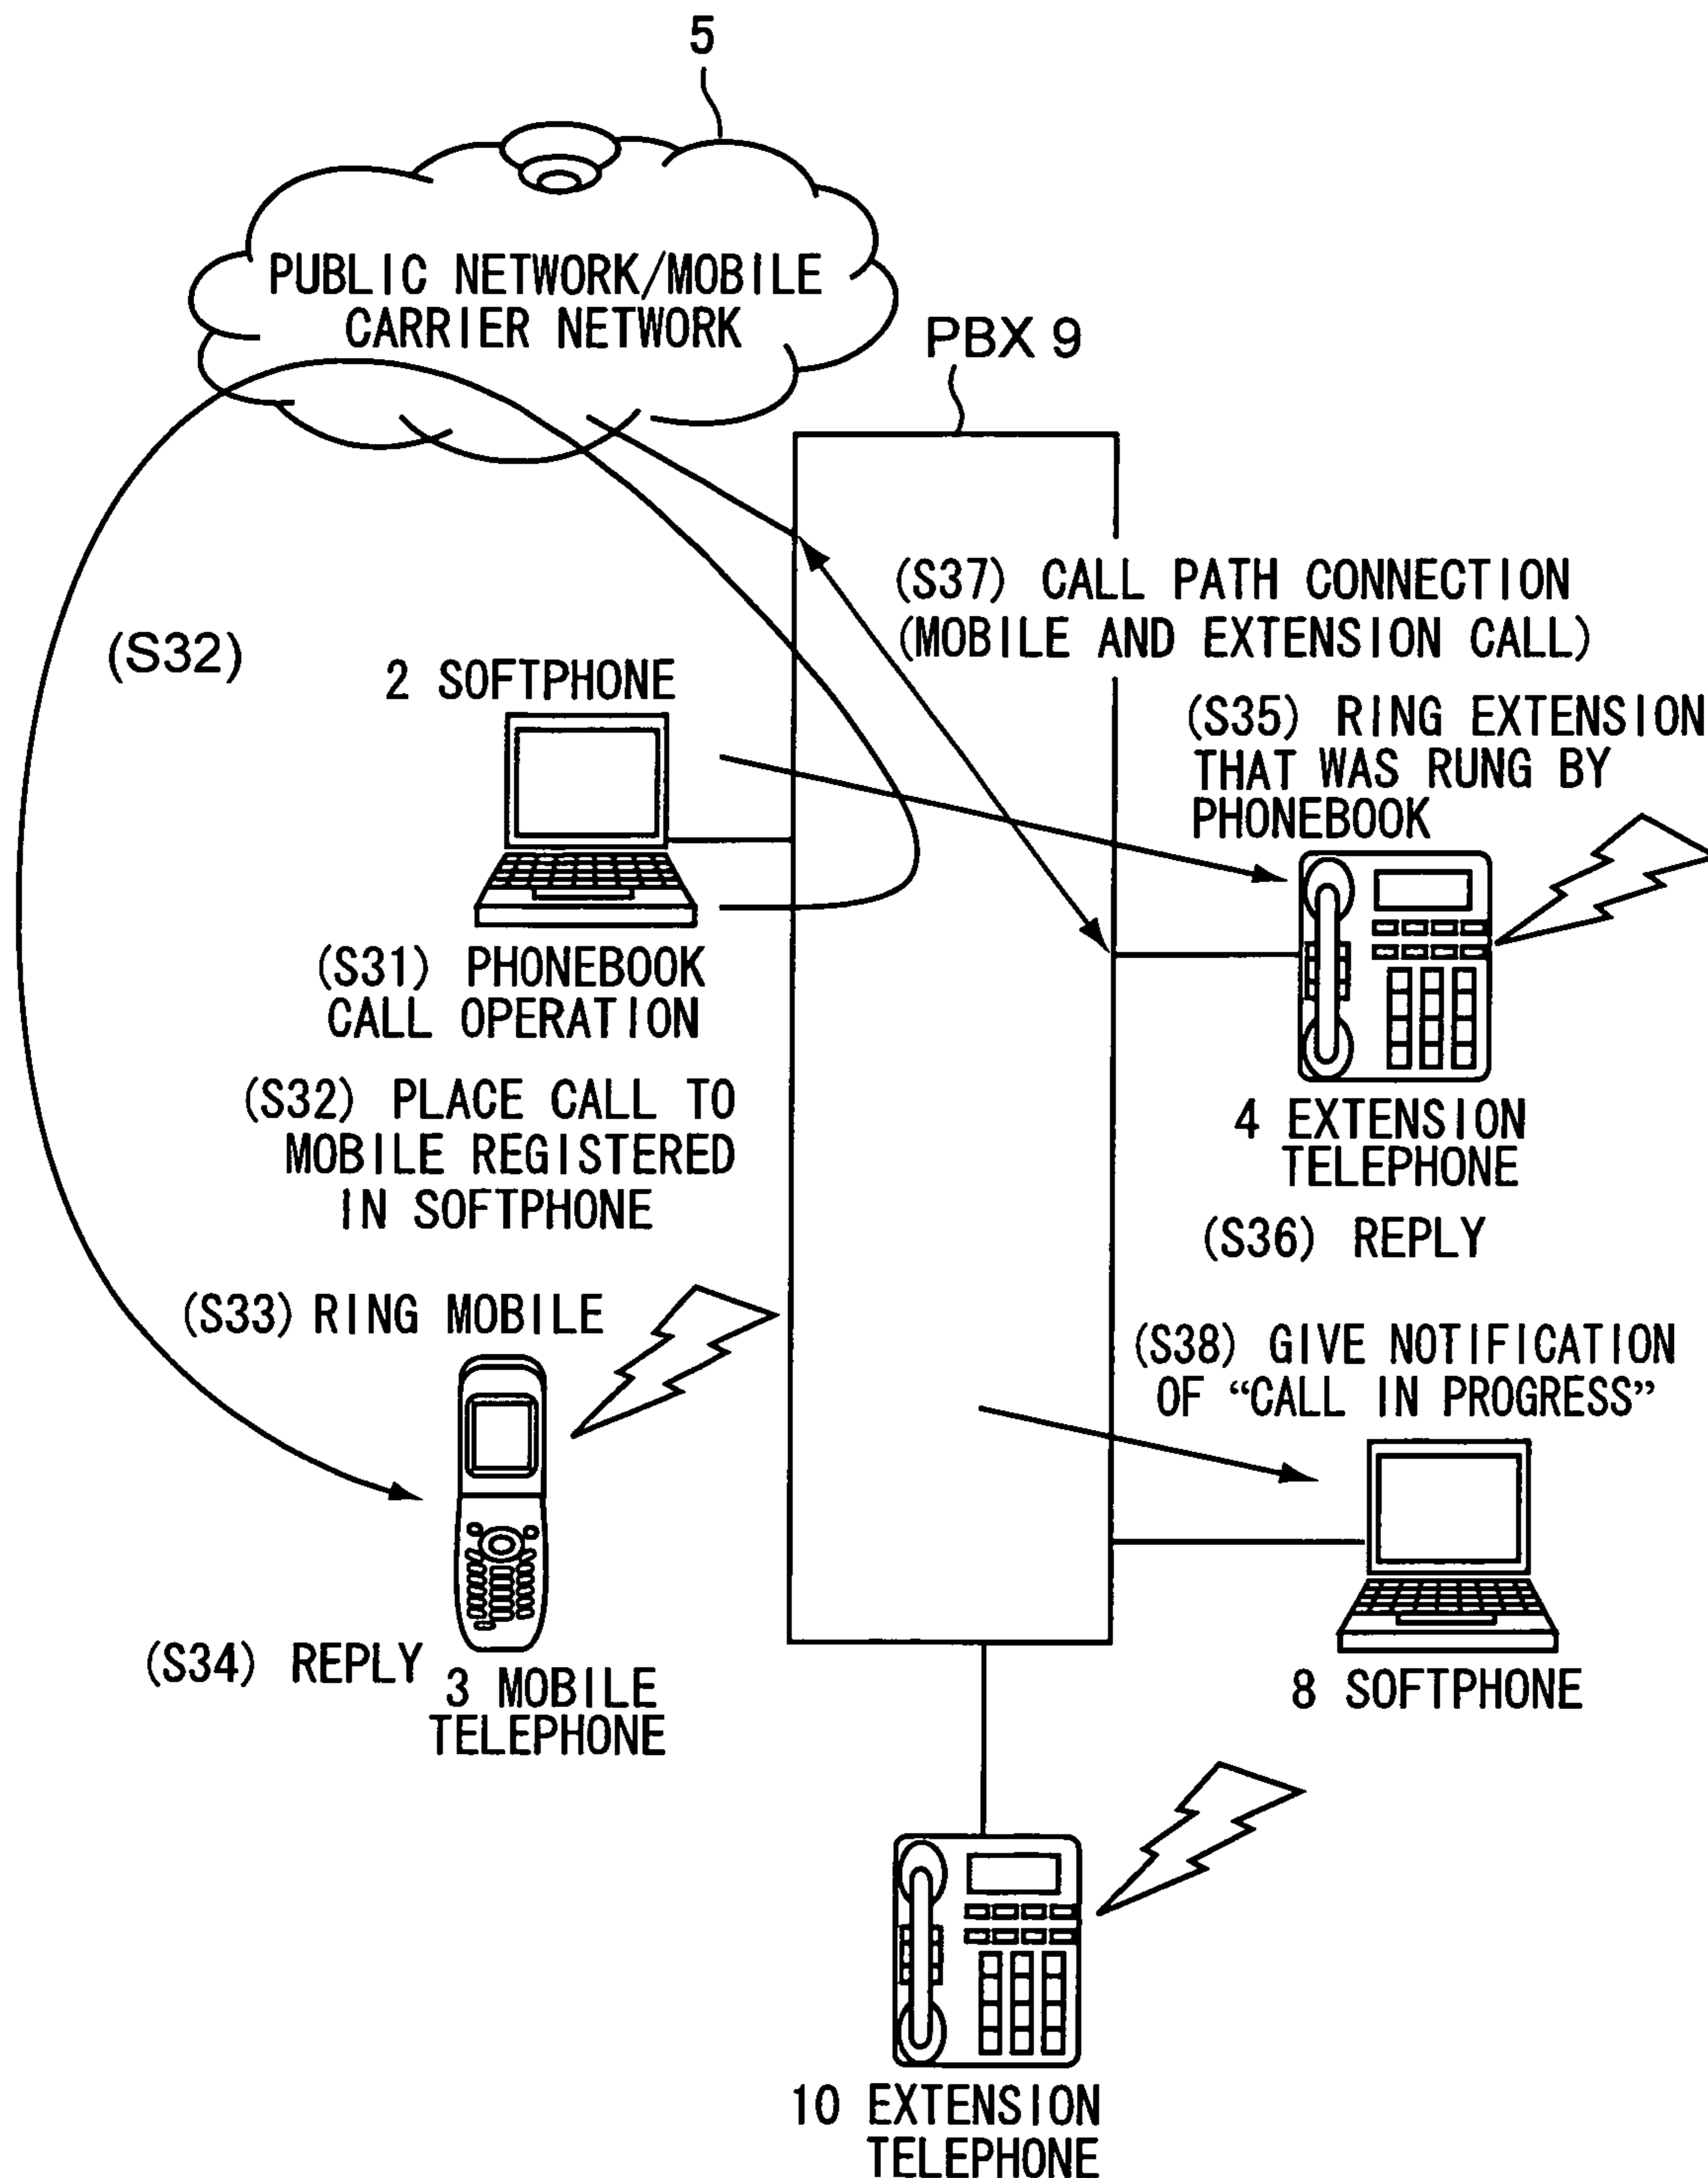 5
PUBLIC NETWORK/MOBILE
CARRIER NETWORK
PBX 9
(S37) CALL PATH CONNECTION
(MOBILE AND EXTENSION CALL)
(S32)
2 SOFTPHONE
(S35) RING EXTENSION
THAT WAS RUNG BY
PHONEBOOK
(S31) PHONEBOOK
CALL OPERATION
(S32) PLACE CALL TO
MOBILE REGISTERED
IN SOFTPHONE
4 EXTENSION
TELEPHONE
(S36) REPLY
(S33) RING MOBILE
(S38) GIVE NOTIFICATION
OF “CALL IN PROGRESS”
(S34) REPLY
3 MOBILE
TELEPHONE
8 SOFTPHONE
10 EXTENSION
TELEPHONE